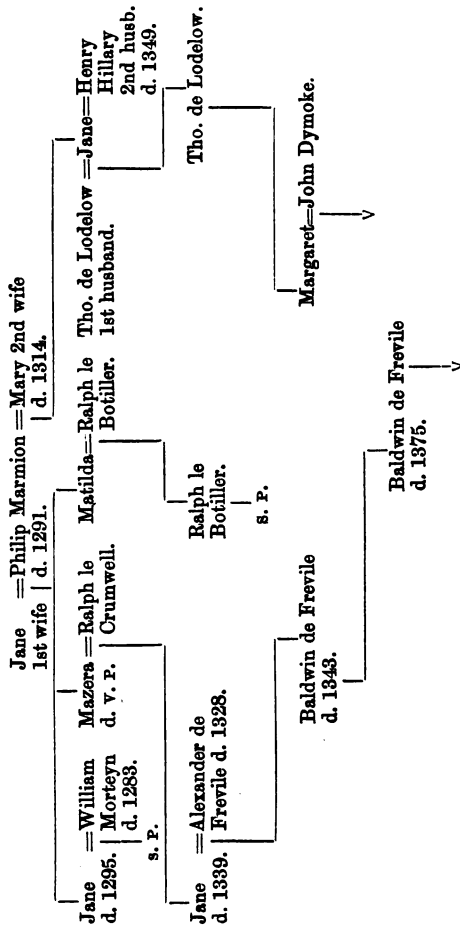 Jane =Philip Marmion =Mary 2nd wife
1st wife | d. 1291. | d. 1314.
Jane =William Mazera =Ralph le Matilda=Ralph le Tho. de Lodelow =Jane=Henry
d. 1295. Morteyn d. v. P. Crumwell. Botiller. 1st husband. Hillary
d. 1283. 2nd husb.
s. P. d. 1349.
Jane =Alexander de Ralph le Tho. de Lodelow.
d. 1339. Frevile d. 1328. Botiller.
s. P.
Baldwin de Frevile Margaret=John Dymoke.
d. 1343.
Baldwin de Frevile
d. 1375.